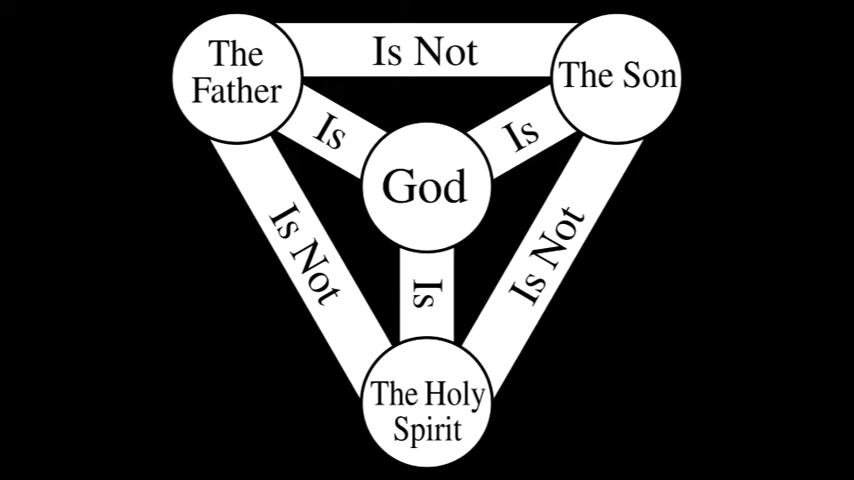 The
Father
Is Not
The Son
Is
Is
God
Is Not
Is Not
Is
The Holy
Spirit